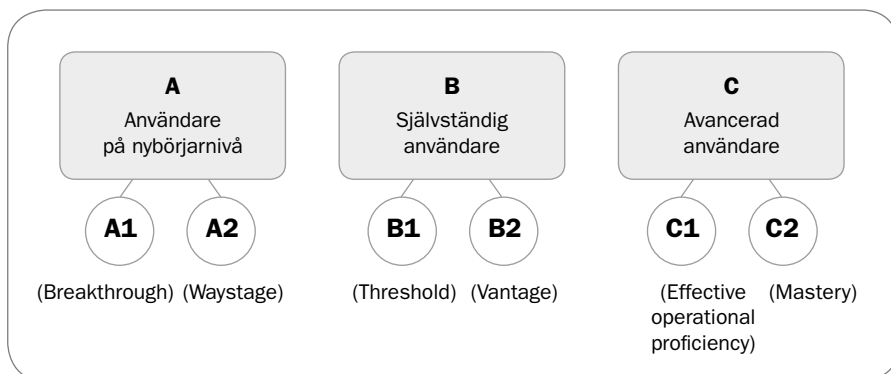 A
Användare
på nybörjarnivå
A1
A2
(Breakthrough)
(Waystage)
B
Självständig
användare
B1
B2
(Threshold)
(Vantage)
C
Avancerad
användare
C1
C2
(Effective
operational
proficiency)
(Mastery)